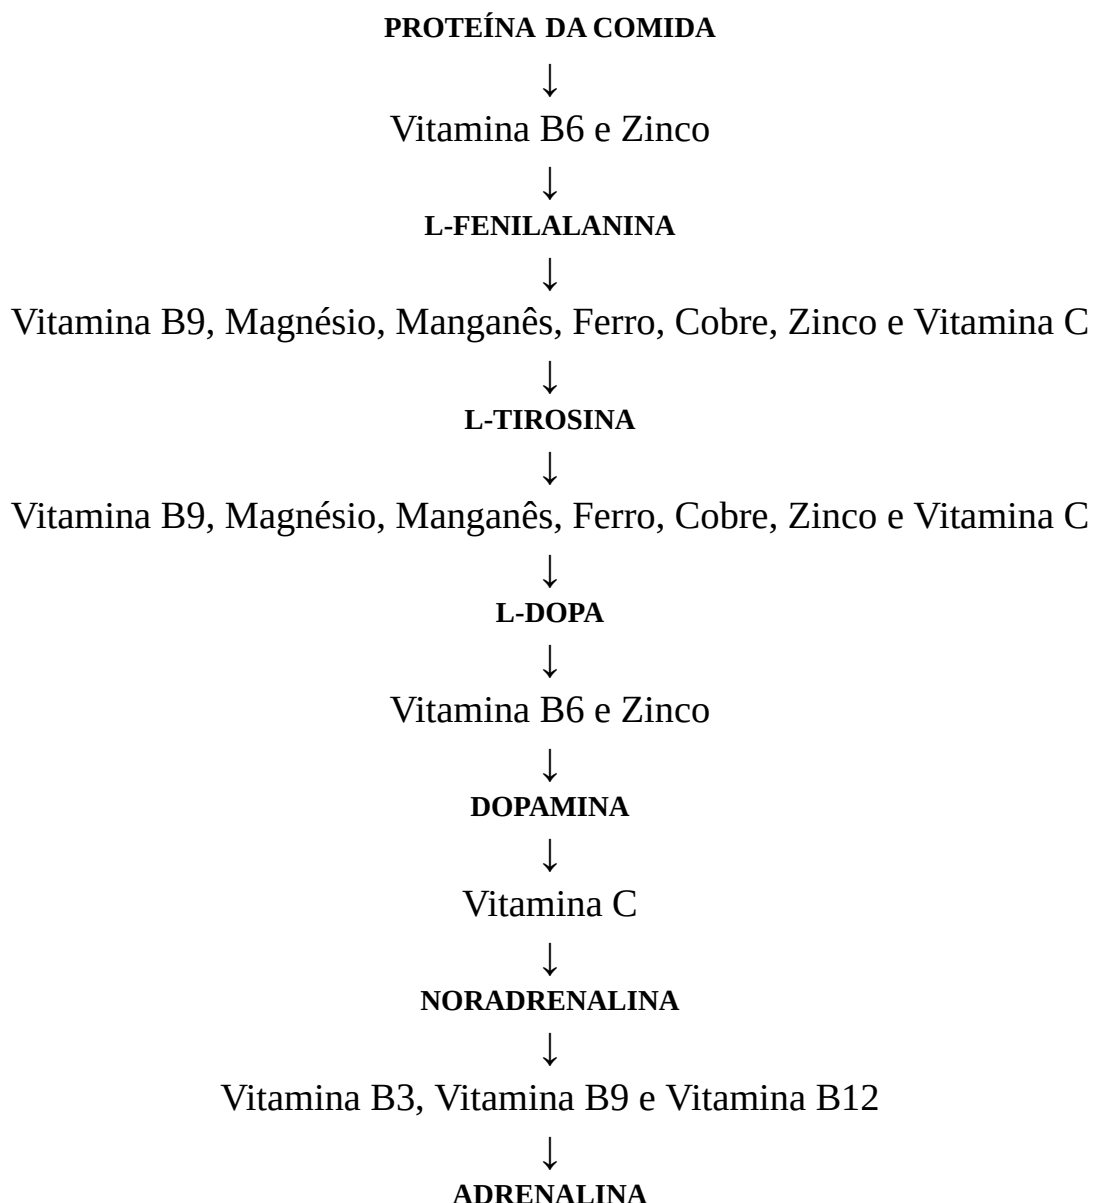 PROTEÍNA DA COMIDA
↓
Vitamina B6 e Zinco
↓
L-FENILALANINA
↓
Vitamina B9, Magnésio, Manganês, Ferro, Cobre, Zinco e Vitamina C
↓
L-TIROSINA
↓
Vitamina B9, Magnésio, Manganês, Ferro, Cobre, Zinco e Vitamina C
↓
L-DOPA
↓
Vitamina B6 e Zinco
↓
DOPAMINA
↓
Vitamina C
↓
NORADRENALINA
↓
Vitamina B3, Vitamina B9 e Vitamina B12
↓
ADRENALINA